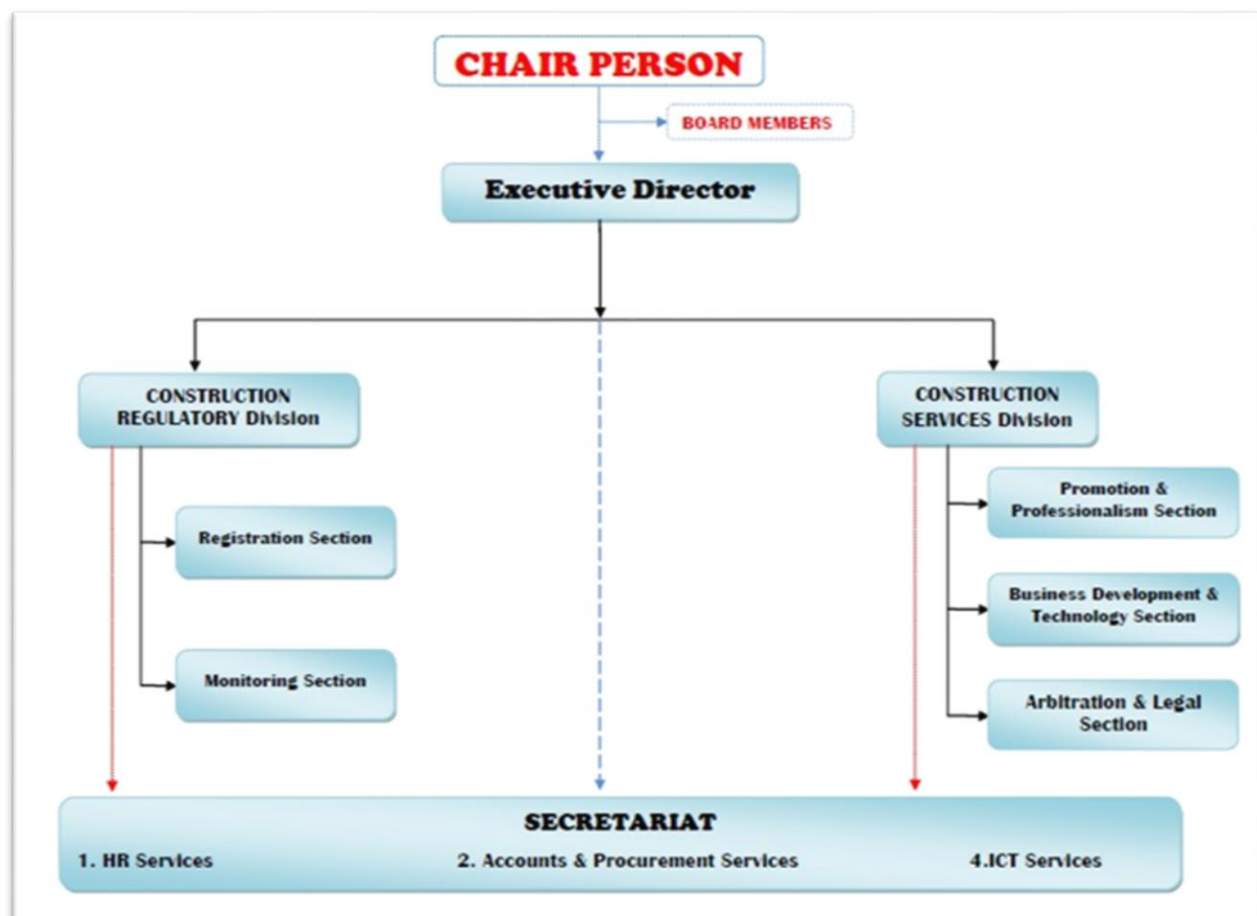 CHAIR PERSON
BOARD MEMBERS
Executive Director
CONSTRUCTION
REGULATORY Division
Registration Section
Monitoring Section
CONSTRUCTION
SERVICES Division
Promotion &
Professionalism Section
Business Development &
Technology Section
Arbitration & Legal
Section
SECRETARIAT
1. HR Services
2. Accounts & Procurement Services
4.ICT Services